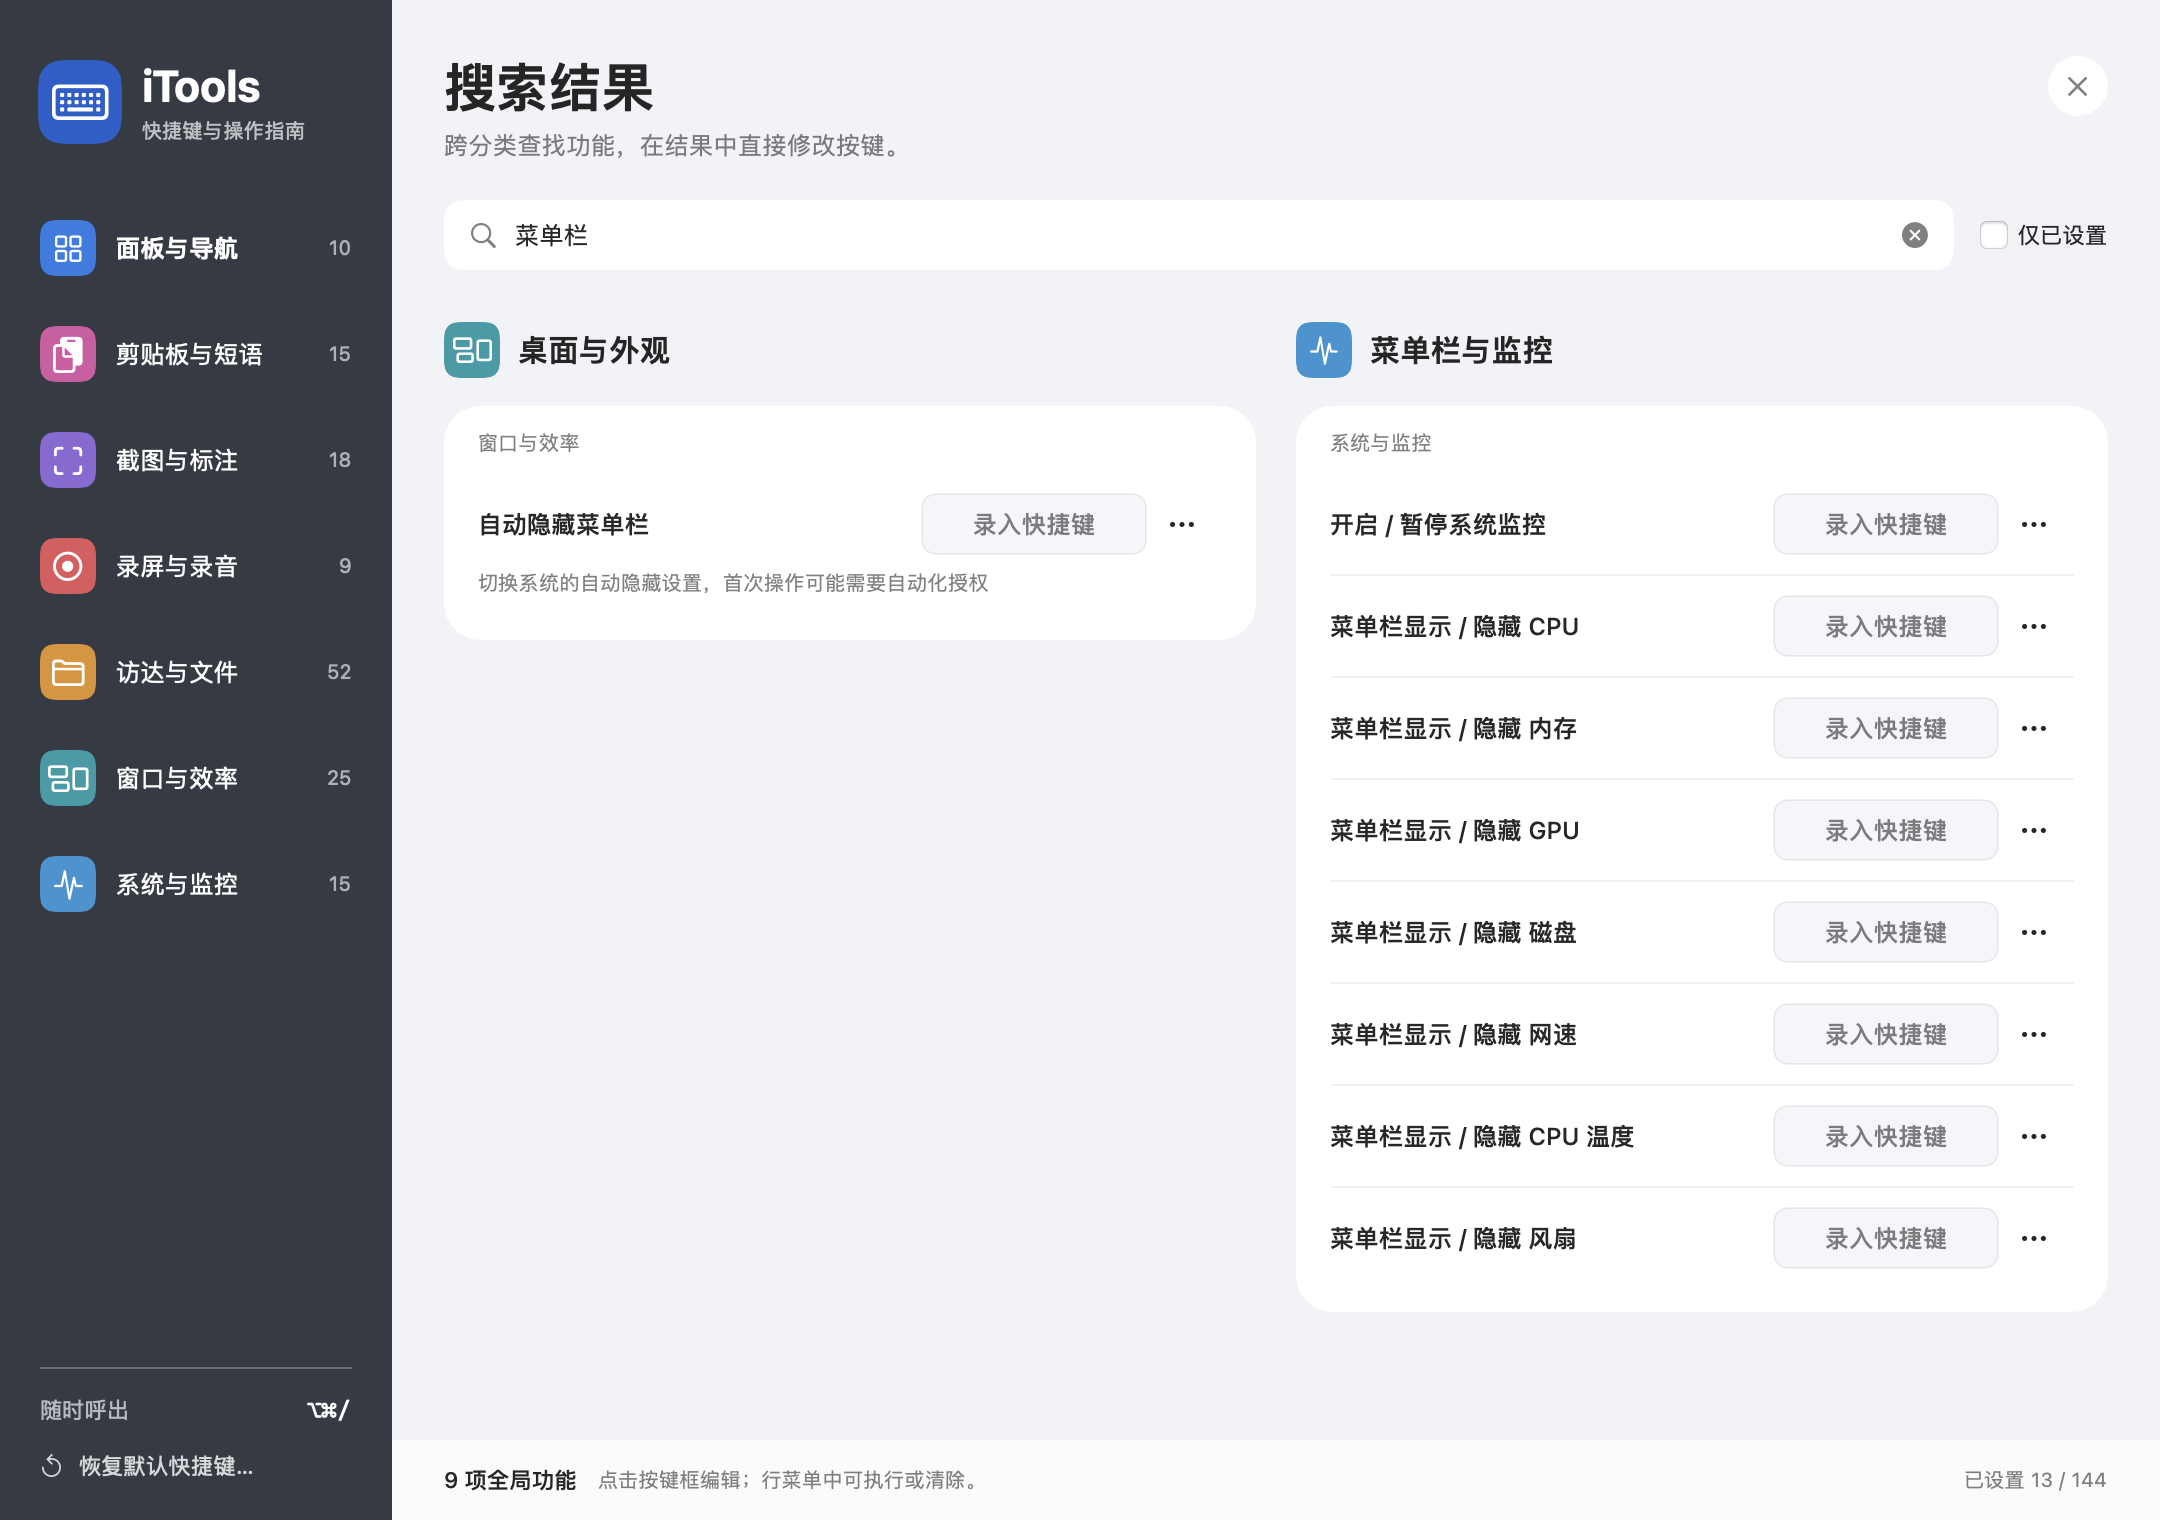 iTools
快捷键与操作指南
面板与导航 10
剪贴板与短语 15
截图与标注 18
录屏与录音 9
访达与文件 52
窗口与效率 25
系统与监控 15
随时呼出 ⌥⌘/
恢复默认快捷键...
搜索结果
跨分类查找功能，在结果中直接修改按键。
菜单栏
仅已设置
桌面与外观
窗口与效率
自动隐藏菜单栏 录入快捷键
切换系统的自动隐藏设置，首次操作可能需要自动化授权
菜单栏与监控
系统与监控
开启 / 暂停系统监控 录入快捷键
菜单栏显示 / 隐藏 CPU 录入快捷键
菜单栏显示 / 隐藏 内存 录入快捷键
菜单栏显示 / 隐藏 GPU 录入快捷键
菜单栏显示 / 隐藏 磁盘 录入快捷键
菜单栏显示 / 隐藏 网速 录入快捷键
菜单栏显示 / 隐藏 CPU 温度 录入快捷键
菜单栏显示 / 隐藏 风扇 录入快捷键
9 项全局功能 点击按键框编辑；行菜单中可执行或清除。
已设置 13 / 144